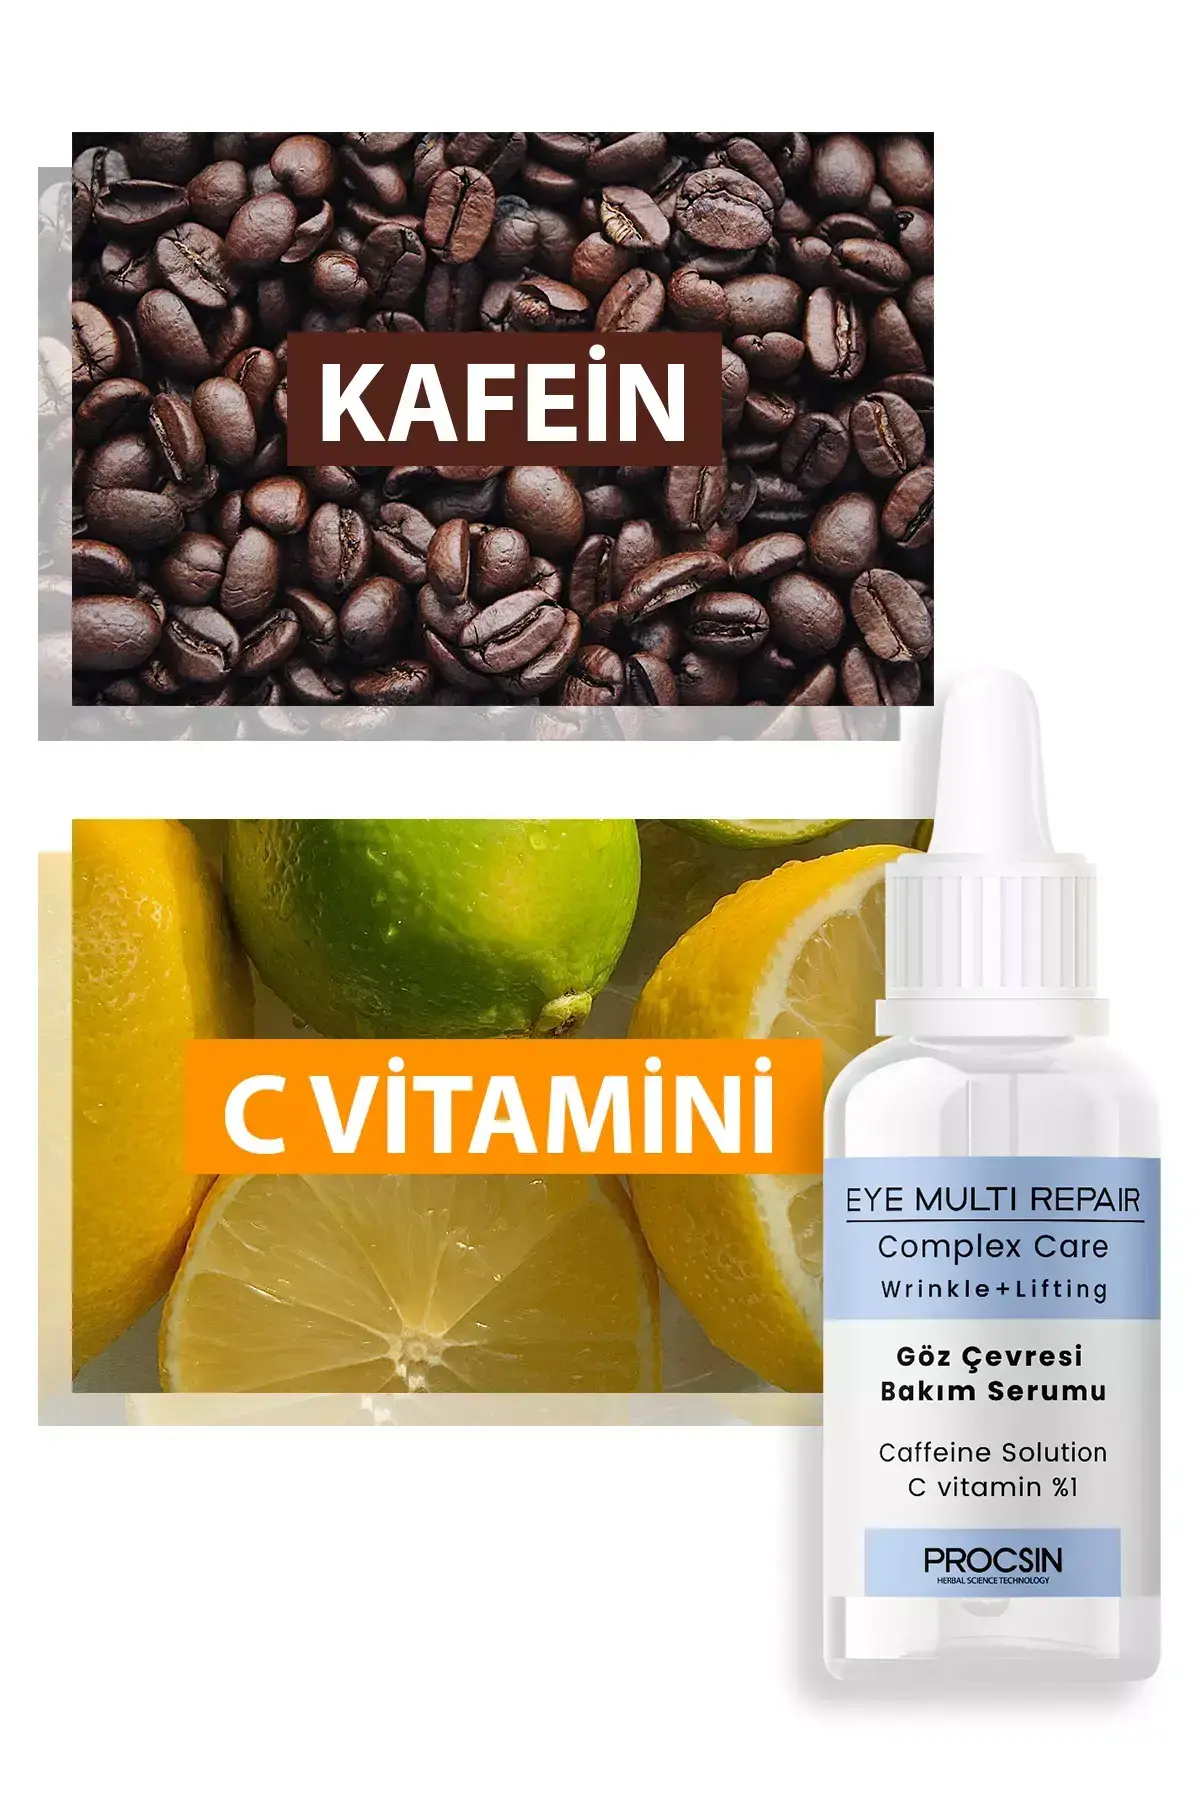 KAFEİN
C VİTAMİNİ
EYE MULTI REPAIR
Complex Care
Wrinkle+Lifting
Göz Çevresi
Bakım Serumu
Caffeine Solution
C vitamin %1
PROCSIN
HERBAL SCIENCE TECHNOLOGY